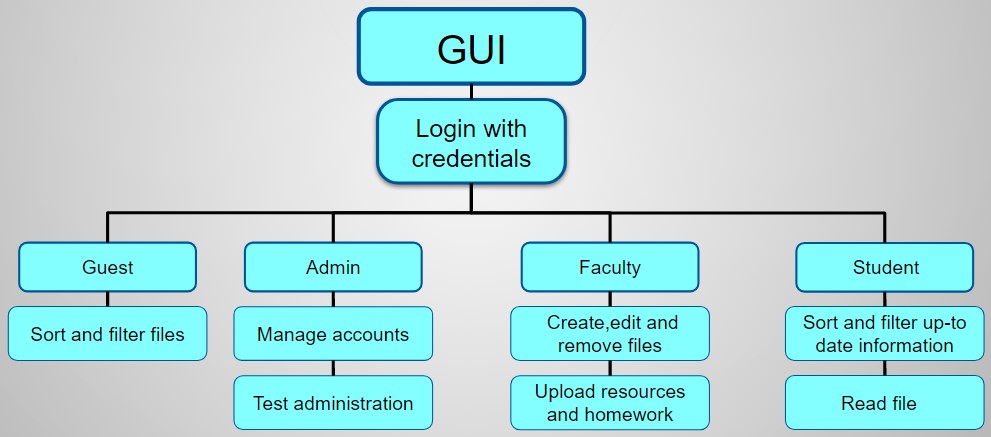 GUI
Login with
credentials
Guest
Admin
Faculty
Student
Sort and filter files
Manage accounts
Create,edit and
remove files
Sort and filter up-to
date information
Test administration
Upload resources
and homework
Read file